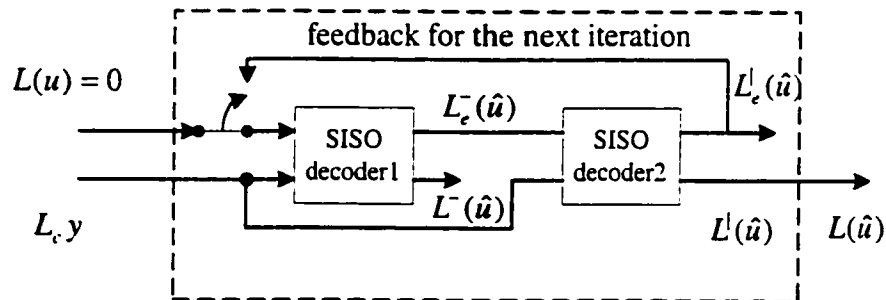 feedback for the next iteration
L(u) = 0
L_e^-(û)
L_e^|(û)
SISO
decoder1
SISO
decoder2
L_c y
L^-(û)
L^|(û)
L(û)